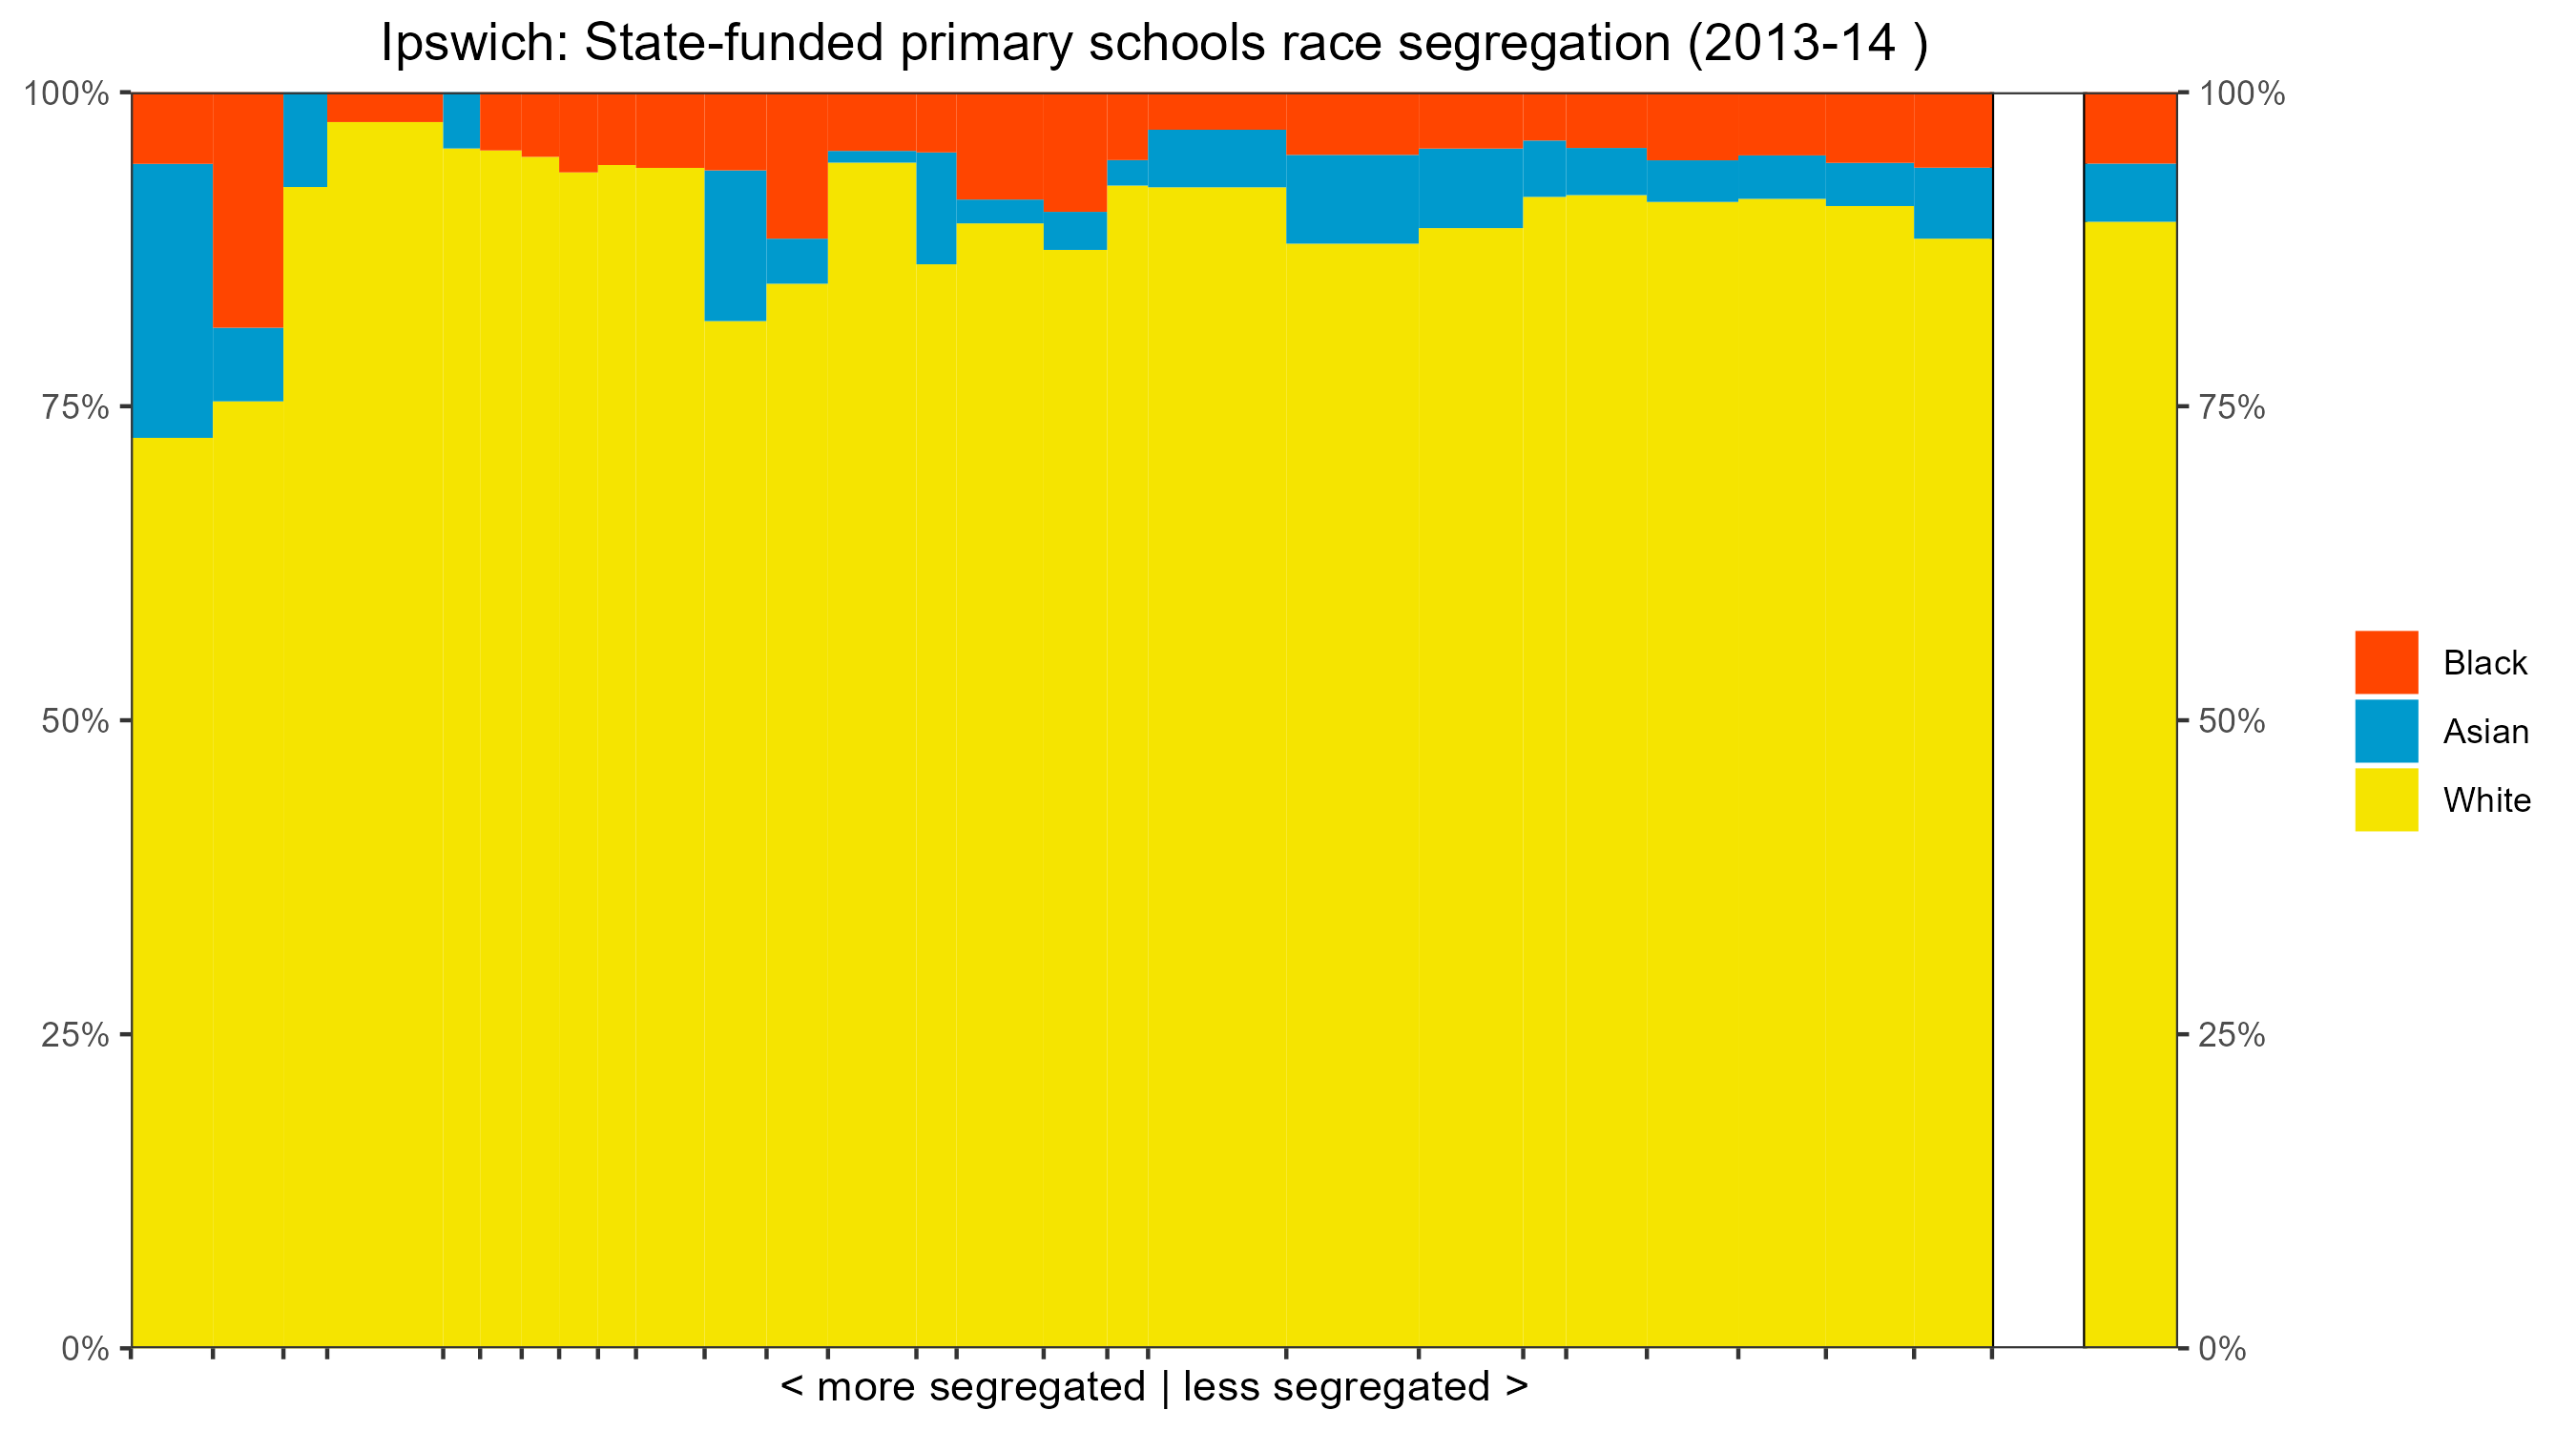 Ipswich: State-funded primary schools race segregation (2013-14 )
100%
75%
50%
25%
0%
100%
75%
50%
25%
0%
Black
Asian
White
< more segregated | less segregated >